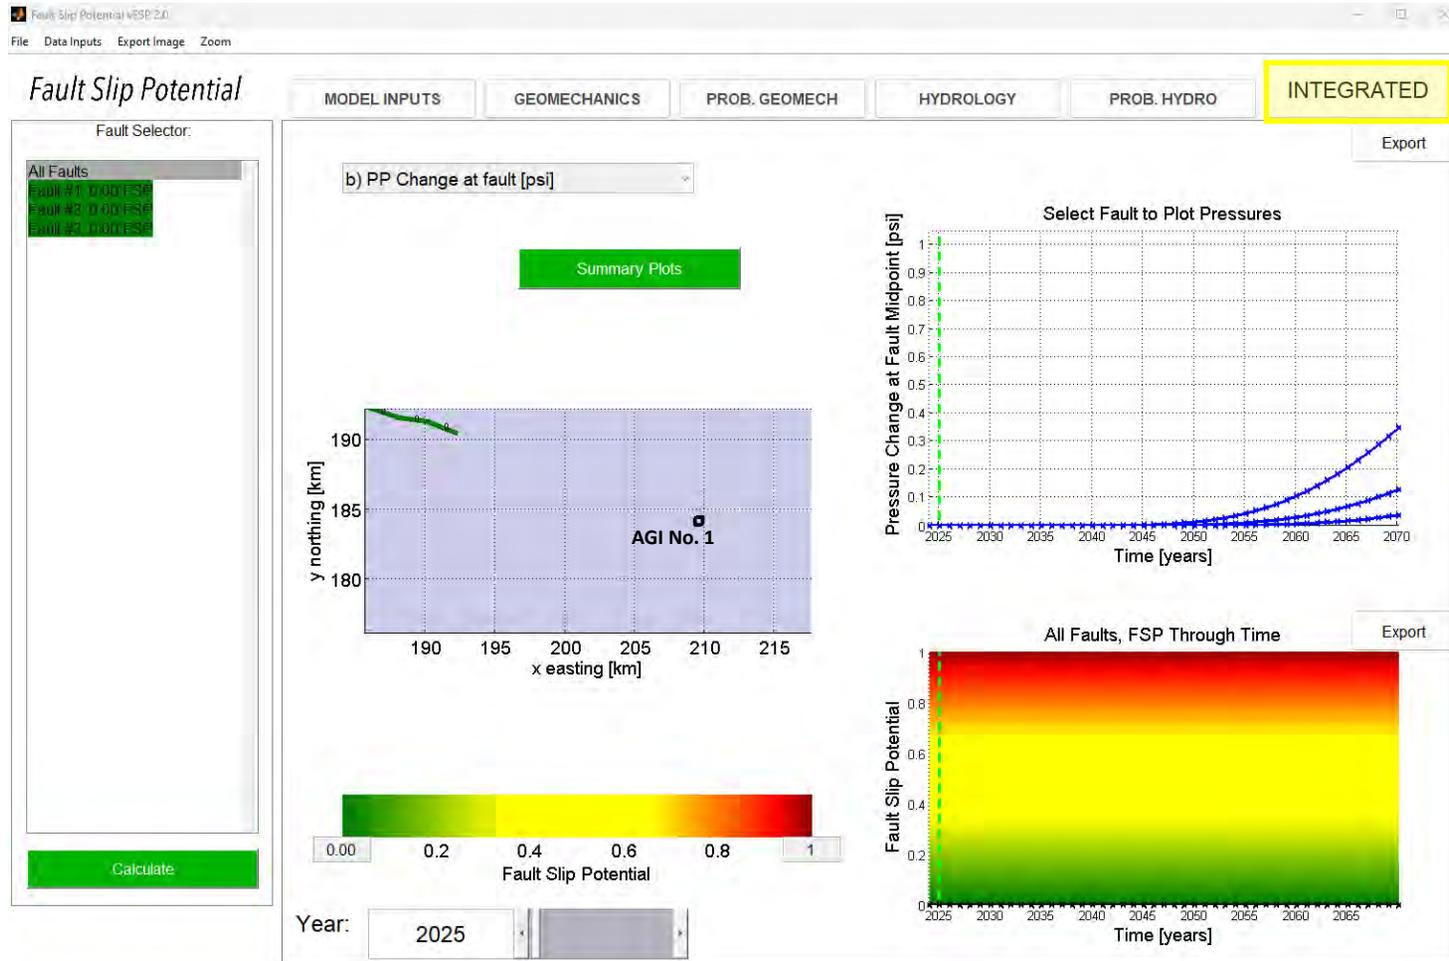 Fault Slip Potential vESP 2.0
File Data Inputs Export Image Zoom
Fault Slip Potential
MODEL INPUTS GEOMECHANICS PROB. GEOMECH HYDROLOGY PROB. HYDRO INTEGRATED
Fault Selector:
All Faults
Fault #1, 0.00 FSP
Fault #2, 0.00 FSP
Fault #3, 0.00 FSP
Calculate
Export
b) PP Change at fault [psi]
Summary Plots
y northing [km]
190
185
180
0
0
0
AGI No. 1
190 195 200 205 210 215
x easting [km]
0.00 0.2 0.4 0.6 0.8 1
Fault Slip Potential
Year: 2025
Select Fault to Plot Pressures
Pressure Change at Fault Midpoint [psi]
1
0.9
0.8
0.7
0.6
0.5
0.4
0.3
0.2
0.1
0
2025 2030 2035 2040 2045 2050 2055 2060 2065 2070
Time [years]
Export
All Faults, FSP Through Time
Fault Slip Potential
1
0.8
0.6
0.4
0.2
0
2025 2030 2035 2040 2045 2050 2055 2060 2065
Time [years]